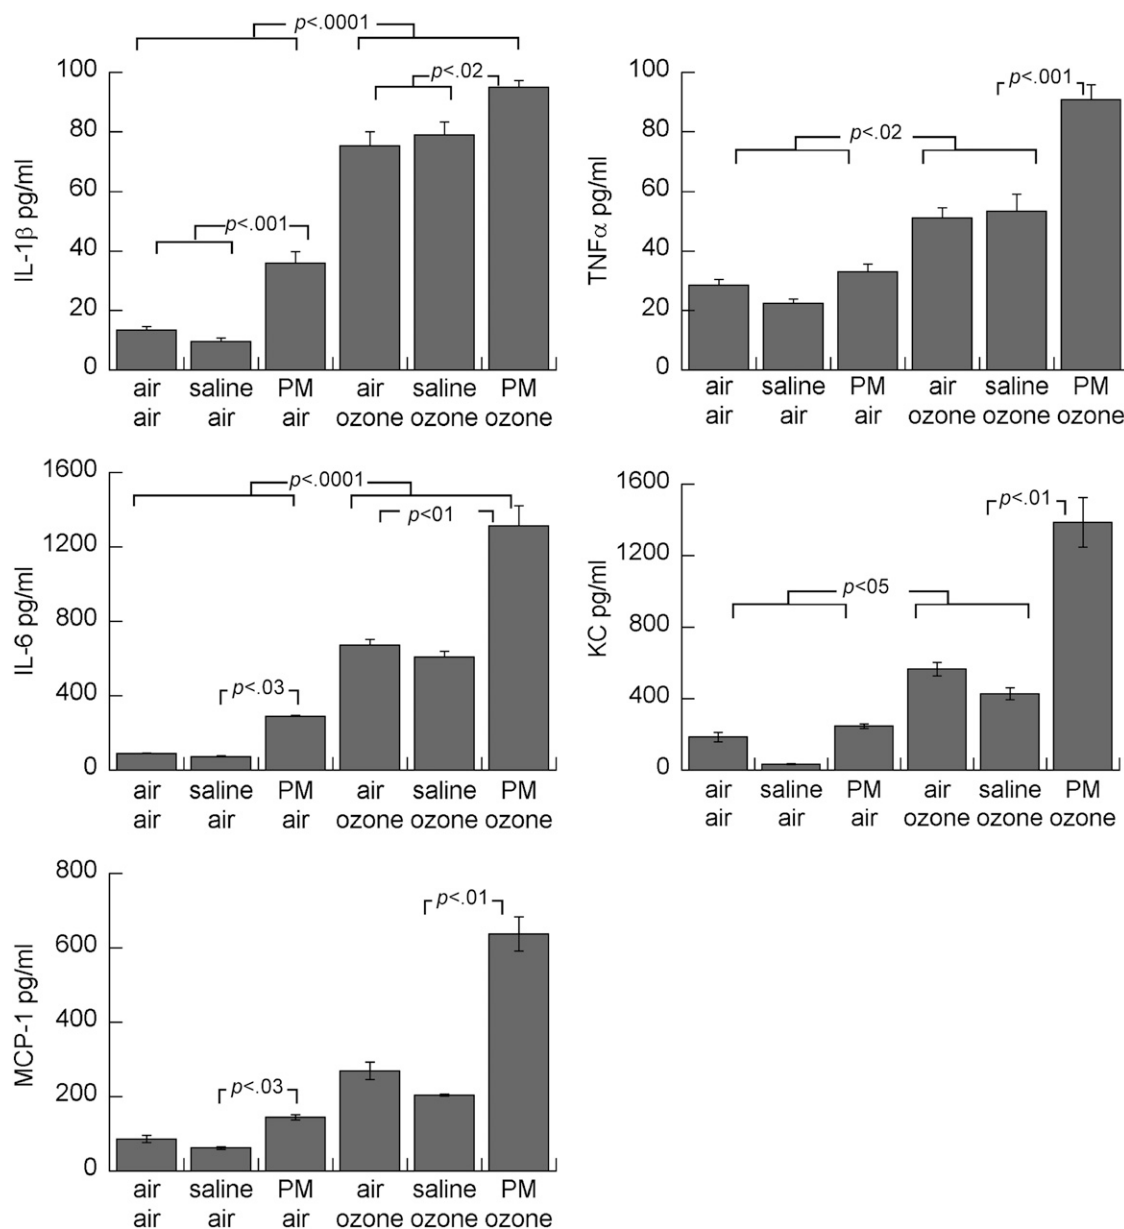 p<.0001
p<.02
p<.001
IL-1β pg/ml
100
80
60
40
20
0
air saline PM air saline PM
air air air ozone ozone ozone
p<.001
p<.02
TNFα pg/ml
100
80
60
40
20
0
air saline PM air saline PM
air air air ozone ozone ozone
p<.0001
p<01
p<.03
IL-6 pg/ml
1600
1200
800
400
0
air saline PM air saline PM
air air air ozone ozone ozone
p<.01
p<05
KC pg/ml
1600
1200
800
400
0
air saline PM air saline PM
air air air ozone ozone ozone
p<.01
p<.03
MCP-1 pg/ml
800
600
400
200
0
air saline PM air saline PM
air air air ozone ozone ozone